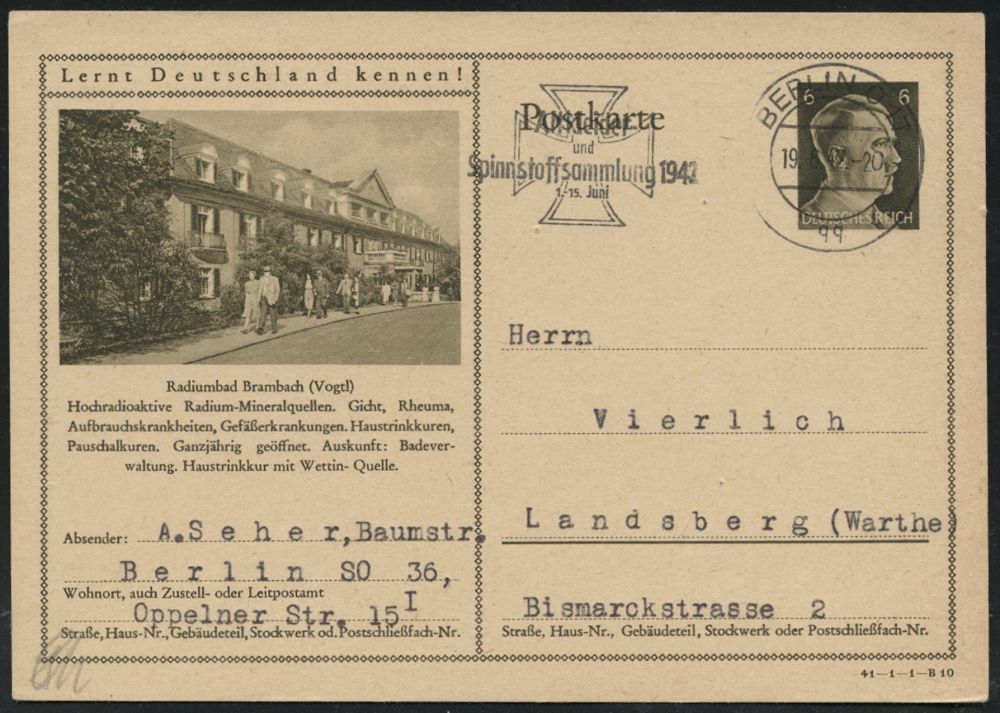 Lernt Deutschland kennen!
Radiumbad Brambach (Vogtl)
Hochradioaktive Radium-Mineralquellen. Gicht, Rheuma,
Aufbrauchskrankheiten, Gefäßerkrankungen. Haustrinkkuren,
Pauschalkuren. Ganzjährig geöffnet. Auskunft: Badever-
waltung. Haustrinkkur mit Wettin-Quelle.
Absender: A.Seher,Baumstr.
Berlin SO 36,
Wohnort, auch Zustell- oder Leitpostamt
Oppelner Str. 15 I
Straße, Haus-Nr., Gebäudeteil, Stockwerk od. Postschließfach-Nr.
Postkarte
und
Spinnstoffsammlung 1942
1.-15. Juni
BERLIN
6 6
19. -20
DEUTSCHES REICH
Herrn
Vierlich
Landsberg (Warthe)
Bismarckstrasse 2
Straße, Haus-Nr., Gebäudeteil, Stockwerk oder Postschließfach-Nr.
41—1—1—B 10